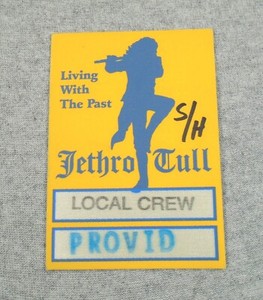 Living
With
The Past
S/H
Jethro Tull
LOCAL CREW
PROVID